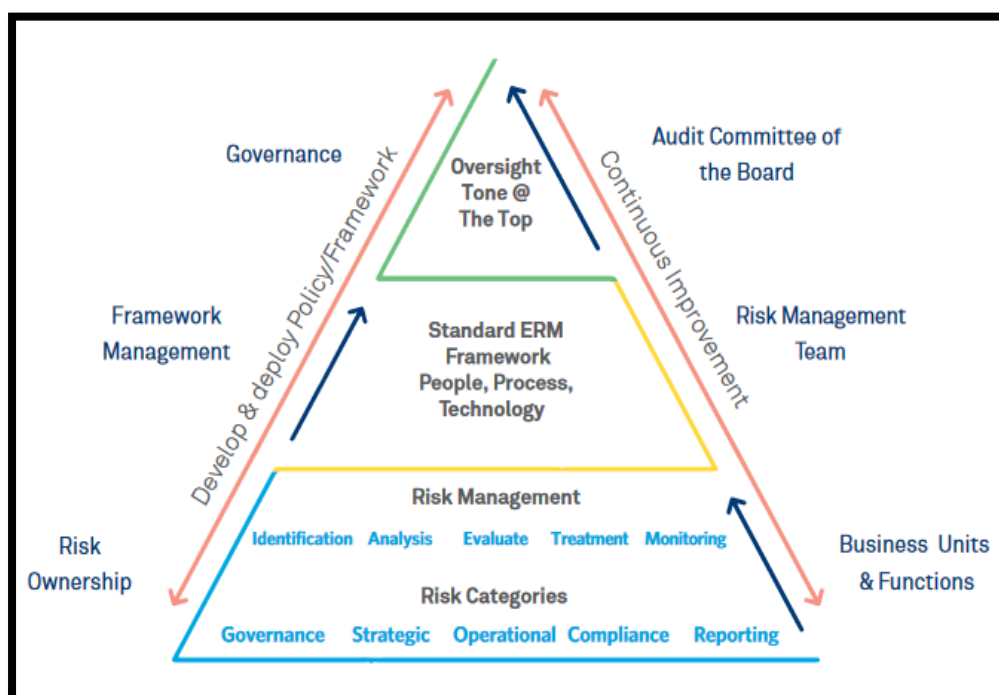 Governance
Oversight
Tone @
The Top
Audit Committee of
the Board
Develop & deploy Policy/Framework
Continuous Improvement
Framework
Management
Standard ERM
Framework
People, Process,
Technology
Risk Management
Team
Risk Management
Identification Analysis Evaluate Treatment Monitoring
Risk
Ownership
Business Units
& Functions
Risk Categories
Governance Strategic Operational Compliance Reporting